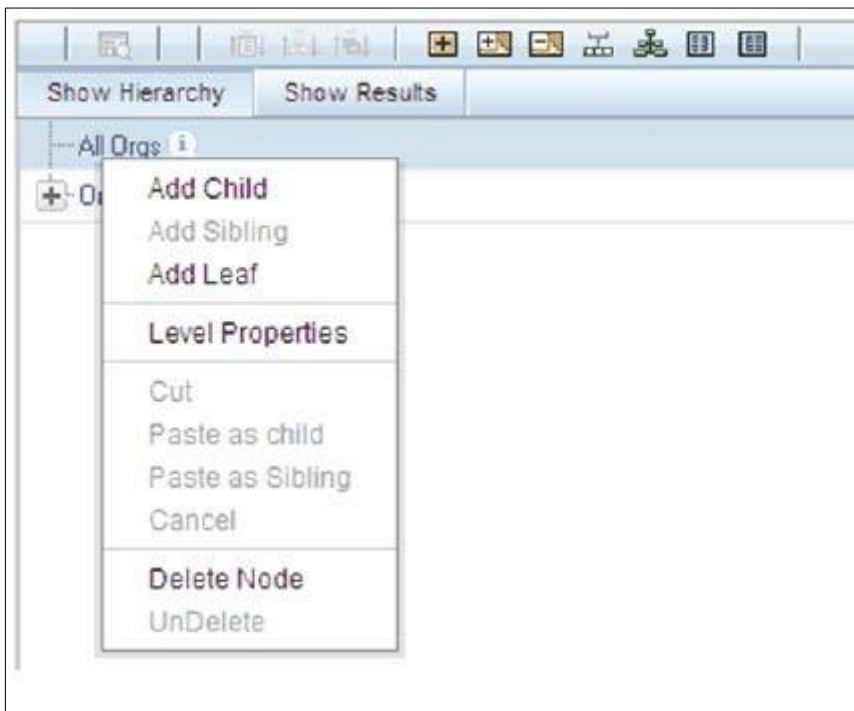 Show Hierarchy Show Results
All Orgs i
Add Child
Add Sibling
Add Leaf
Level Properties
Cut
Paste as child
Paste as Sibling
Cancel
Delete Node
UnDelete